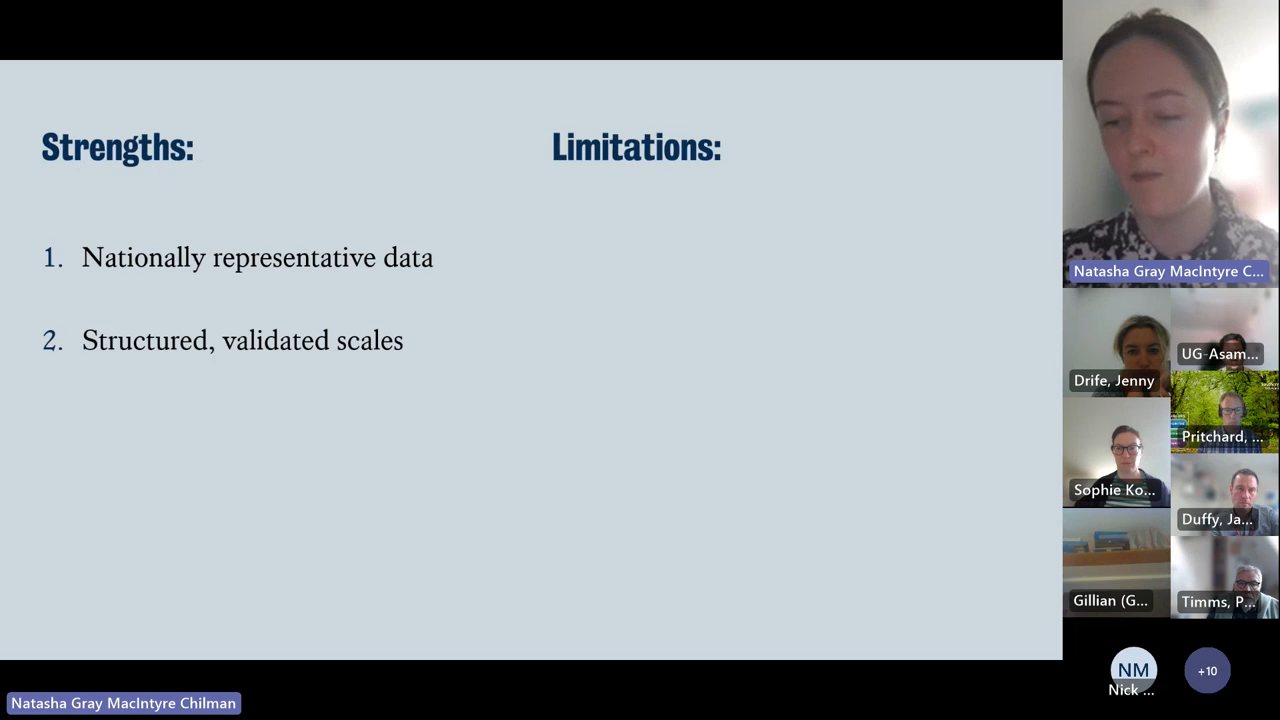 Strengths:
Limitations:
1. Nationally representative data
2. Structured, validated scales
Natasha Gray MacIntyre C...
Drife, Jenny
UG-Asam...
Pritchard, ...
Sophie Ko...
Duffy, Ja...
Gillian (G...
Timms, P...
NM
Nick ...
+10
Natasha Gray MacIntyre Chilman